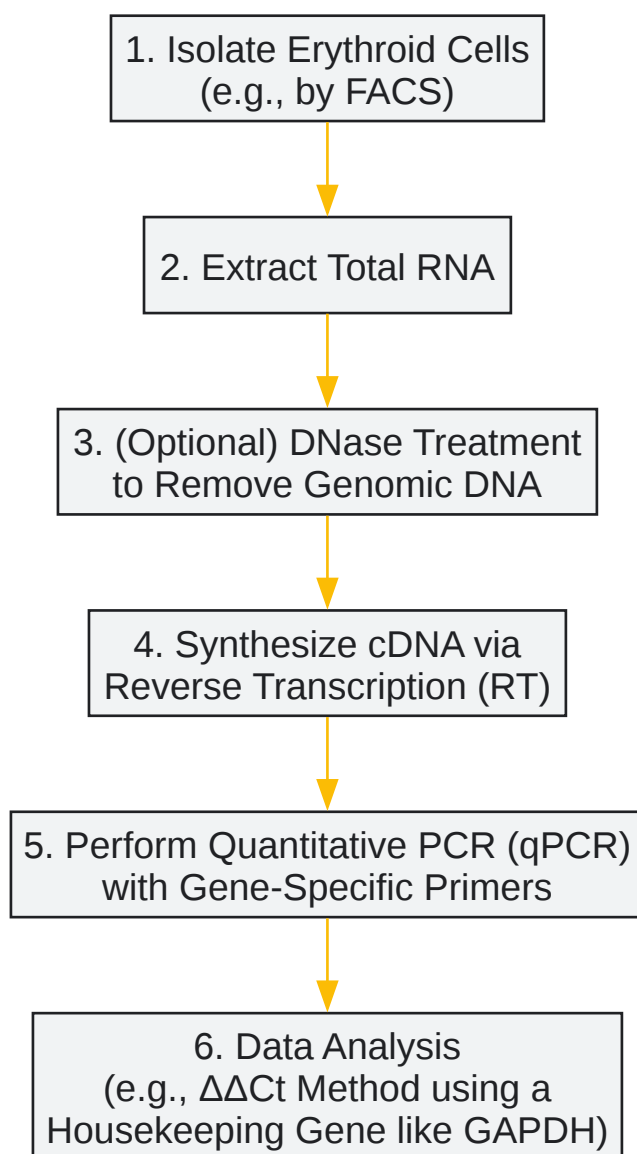 1. Isolate Erythroid Cells
(e.g., by FACS)
2. Extract Total RNA
3. (Optional) DNase Treatment
to Remove Genomic DNA
4. Synthesize cDNA via
Reverse Transcription (RT)
5. Perform Quantitative PCR (qPCR)
with Gene-Specific Primers
6. Data Analysis
(e.g., ΔΔCt Method using a
Housekeeping Gene like GAPDH)